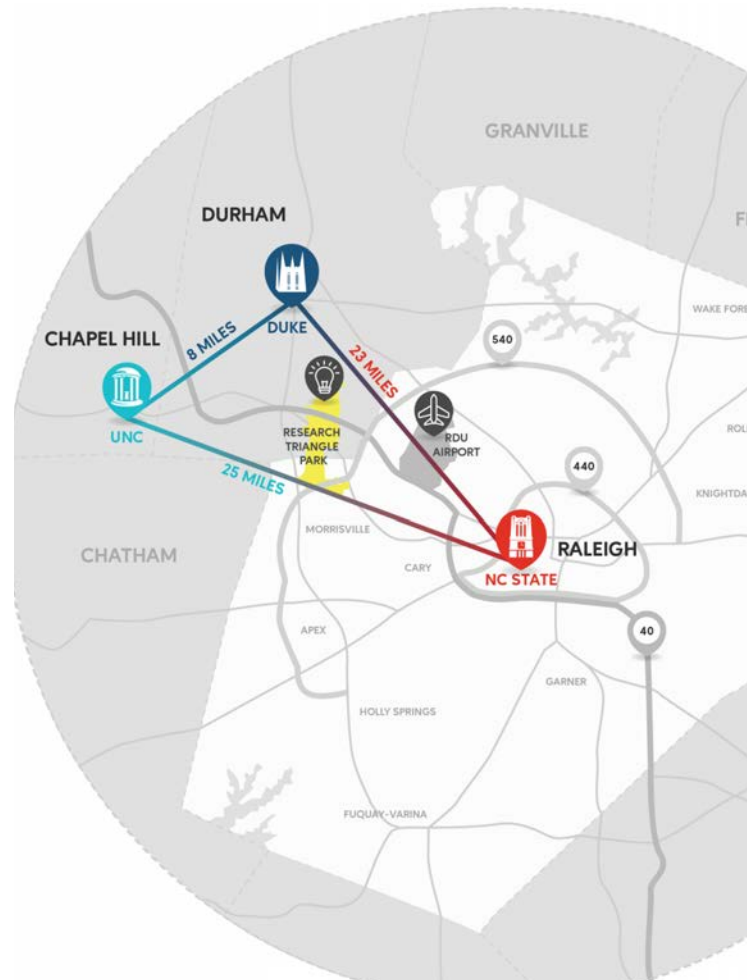 GRANVILLE
DURHAM
WAKE FORE
540
8 MILES
DUKE
CHAPEL HILL
23 MILES
UNC
RESEARCH
TRIANGLE
PARK
RDU
AIRPORT
440
25 MILES
KNIGHTDA
MORRISVILLE
RALEIGH
CHATHAM
CARY
NC STATE
APEX
40
GARNER
HOLLY SPRINGS
FUQUAY-VARINA